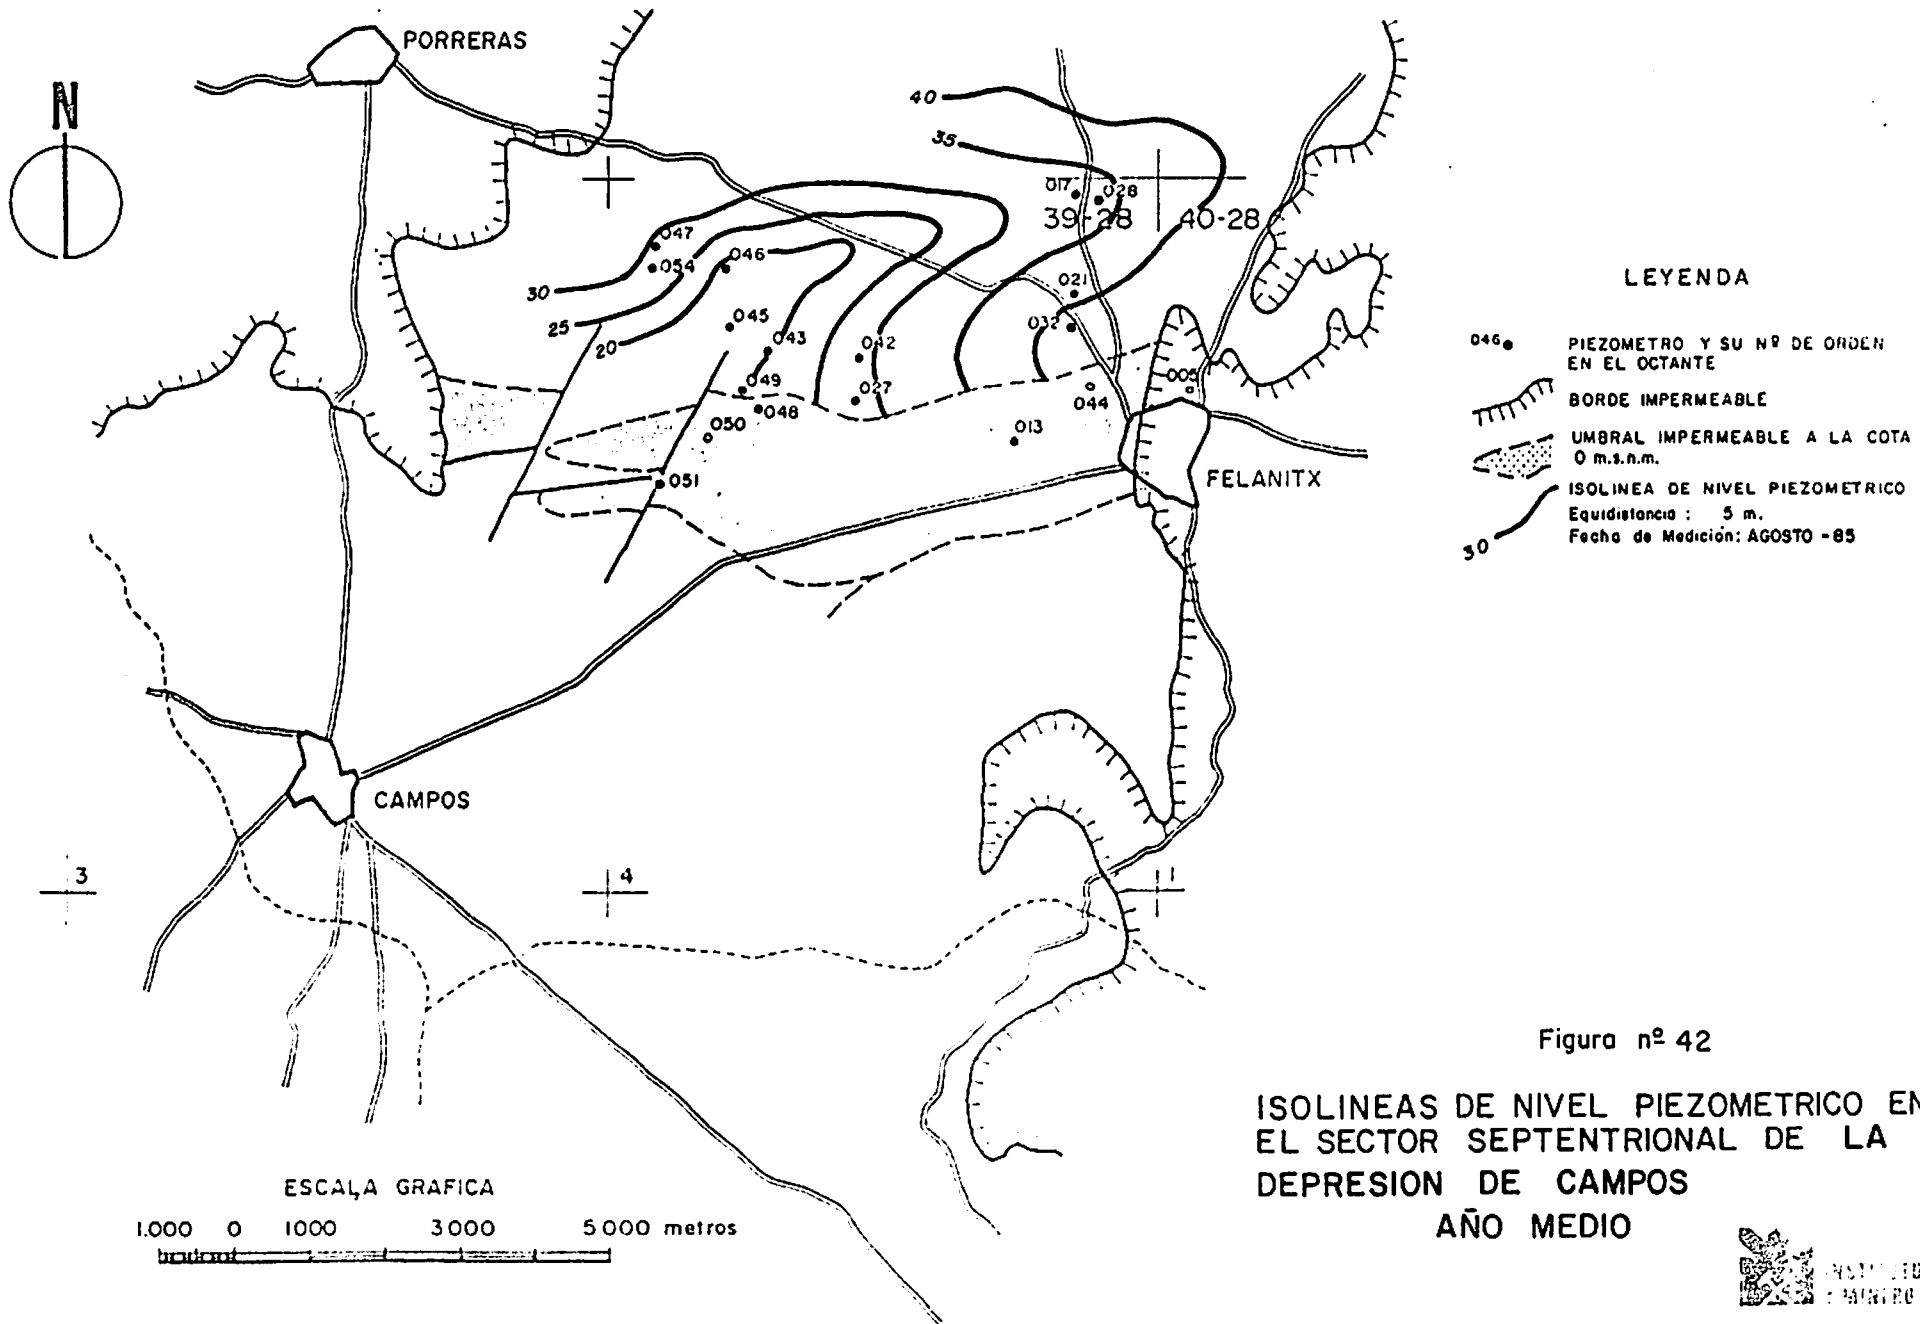 PORRERAS
N
40
35
017
028
39-28
40-28
047
054
046
30
25
20
045
043
042
021
032
049
048
027
005
044
050
013
051
FELANITX
CAMPOS
3
4
1
LEYENDA
046
PIEZOMETRO Y SU Nº DE ORDEN
EN EL OCTANTE
BORDE IMPERMEABLE
UMBRAL IMPERMEABLE A LA COTA
0 m.s.n.m.
ISOLINEA DE NIVEL PIEZOMETRICO
Equidistancia : 5 m.
Fecha de Medición: AGOSTO -85
30
Figura nº 42
ISOLINEAS DE NIVEL PIEZOMETRICO EN
EL SECTOR SEPTENTRIONAL DE LA
DEPRESION DE CAMPOS
AÑO MEDIO
ESCALA GRAFICA
1.000 0 1000 3000 5000 metros